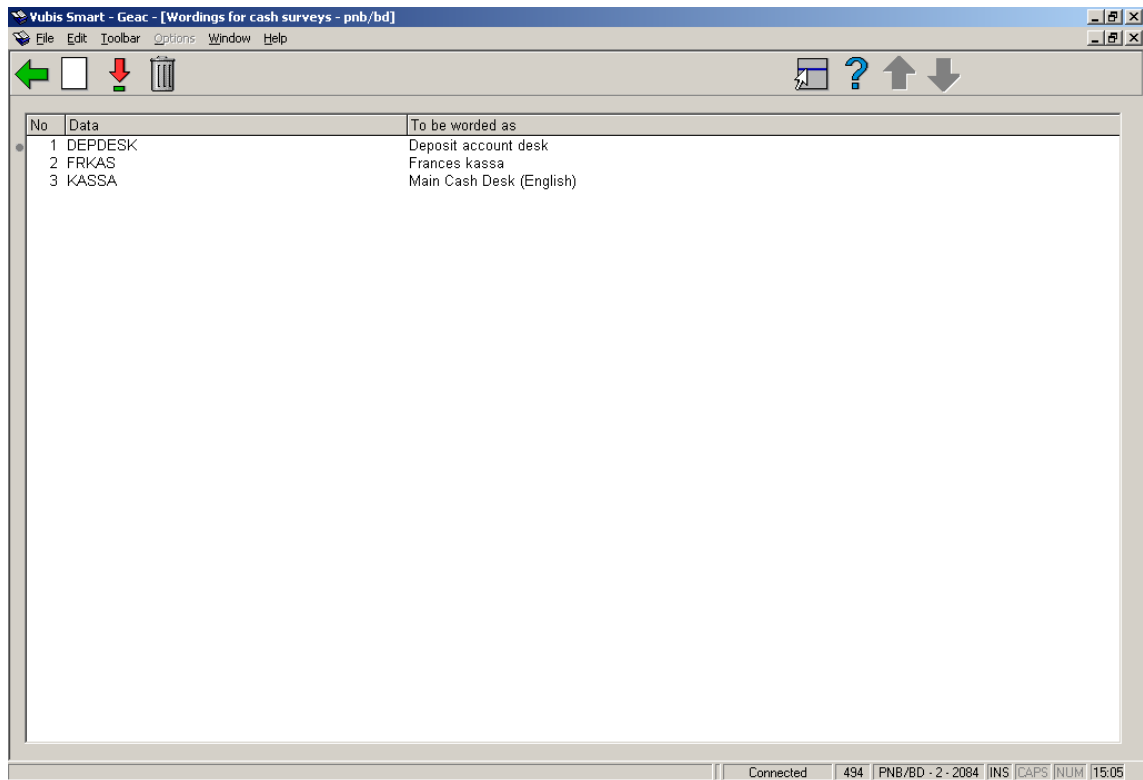 Vubis Smart - Geac - [Wordings for cash surveys - pnb/bd]
File Edit Toolbar Options Window Help
No Data To be worded as
1 DEPDESK Deposit account desk
2 FRKAS Frances kassa
3 KASSA Main Cash Desk (English)
Connected 494 PNB/BD - 2 - 2084 INS CAPS NUM 15:05